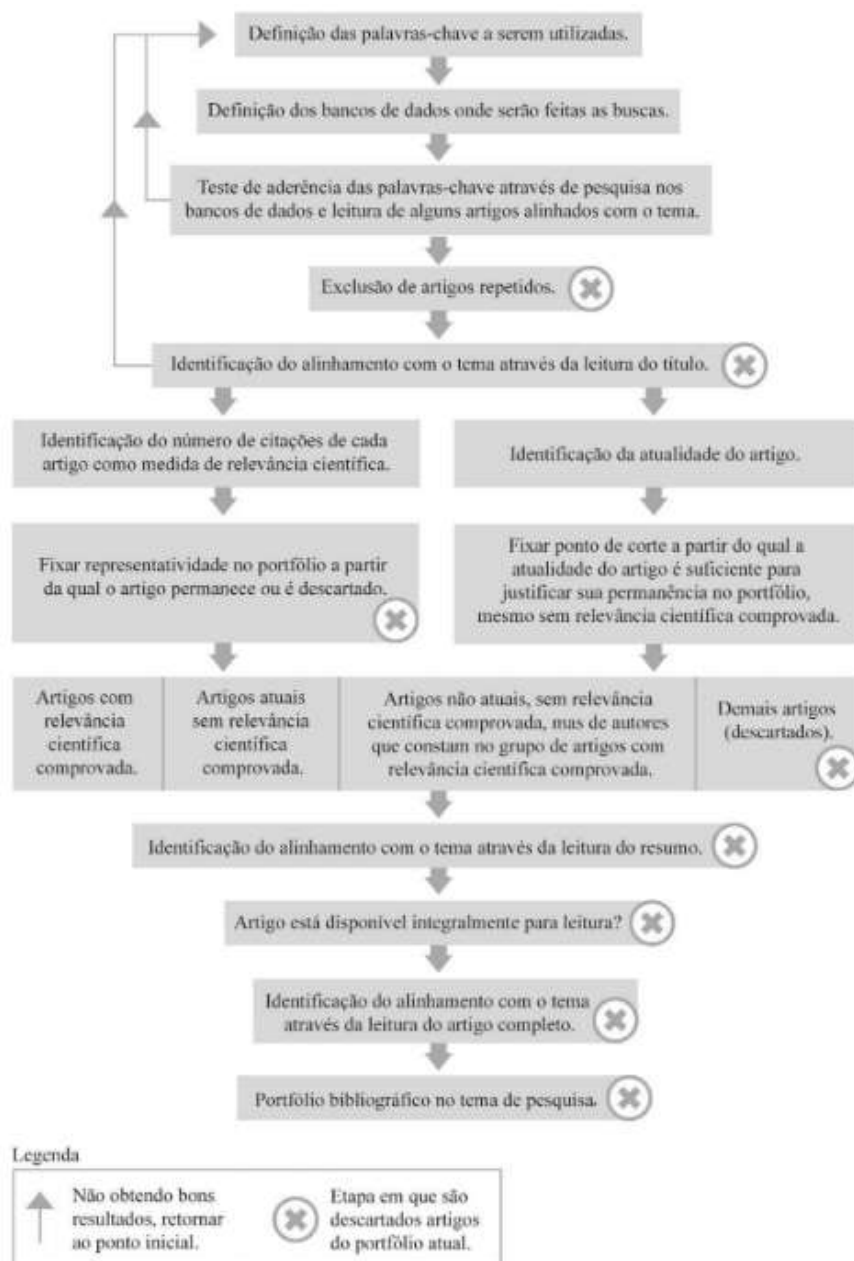 Definição das palavras-chave a serem utilizadas.
Definição dos bancos de dados onde serão feitas as buscas.
Teste de aderência das palavras-chave através de pesquisa nos
bancos de dados e leitura de alguns artigos alinhados com o tema.
Exclusão de artigos repetidos.
Identificação do alinhamento com o tema através da leitura do título.
Identificação do número de citações de cada
artigo como medida de relevância científica.
Identificação da atualidade do artigo.
Fixar representatividade no portfólio a partir
da qual o artigo permanece ou é descartado.
Fixar ponto de corte a partir do qual a
atualidade do artigo é suficiente para
justificar sua permanência no portfólio,
mesmo sem relevância científica comprovada.
Artigos com
relevância
científica
comprovada.
Artigos atuais
sem relevância
científica
comprovada.
Artigos não atuais, sem relevância
científica comprovada, mas de autores
que constam no grupo de artigos com
relevância científica comprovada.
Demais artigos
(descartados).
Identificação do alinhamento com o tema através da leitura do resumo.
Artigo está disponível integralmente para leitura?
Identificação do alinhamento com o tema
através da leitura do artigo completo.
Portfólio bibliográfico no tema de pesquisa.
Legenda
Não obtendo bons
resultados, retornar
ao ponto inicial.
Etapa em que são
descartados artigos
do portfólio atual.